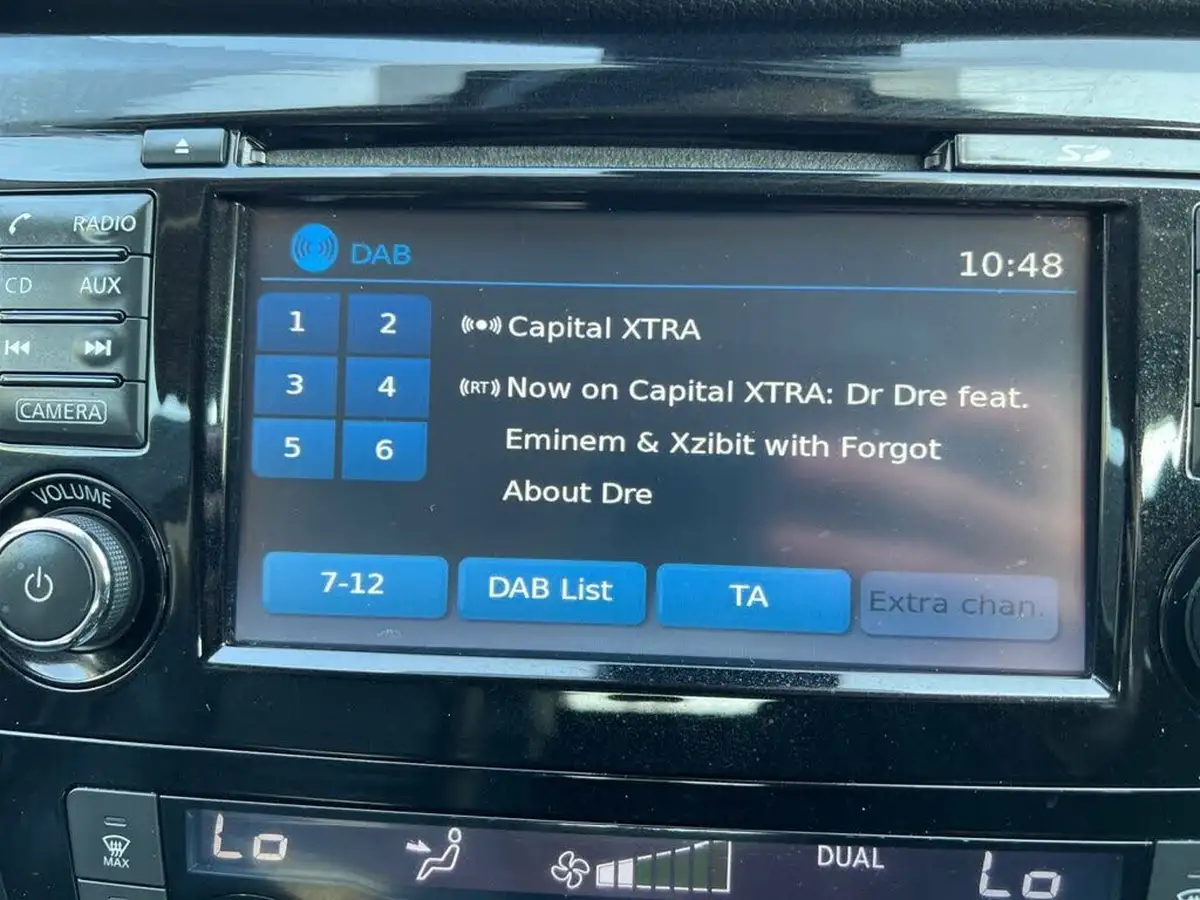 SD
RADIO
CD AUX
CAMERA
VOLUME
DAB
10:48
1 2
3 4
5 6
Capital XTRA
(RT) Now on Capital XTRA: Dr Dre feat.
Eminem & Xzibit with Forgot
About Dre
7-12 DAB List TA Extra chan.
MAX
Lo DUAL Lo